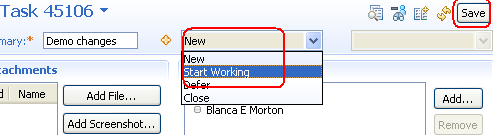 Task 45106
Save
mary:*
Demo changes
New
New
Start Working
Defer
Close
tachments
d
Name
Add File...
Add Screenshot...
Blanca E Morton
Add...
Remove